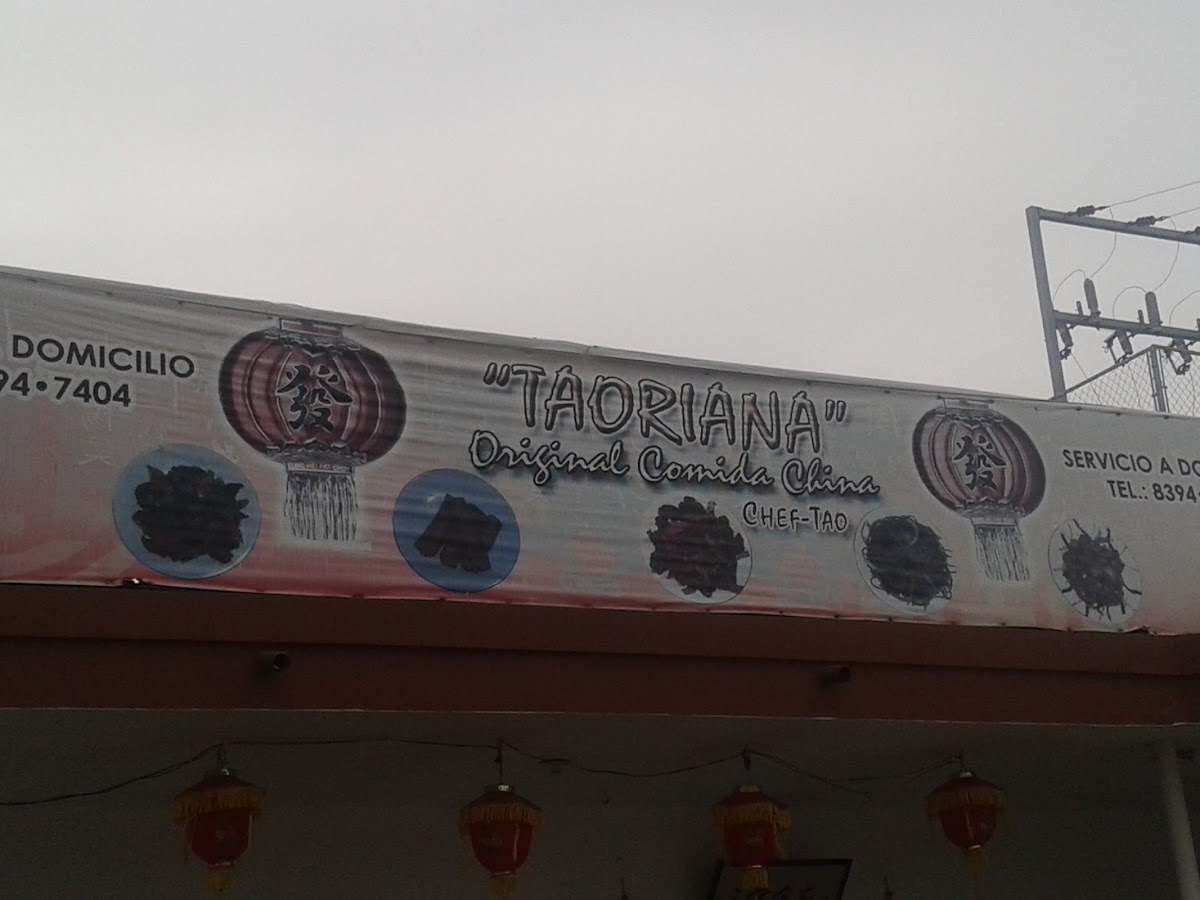 DOMICILIO
94•7404
發
"TAORIANA"
Original Comida China
CHEF-TAO
發
SERVICIO A DO
TEL.: 8394